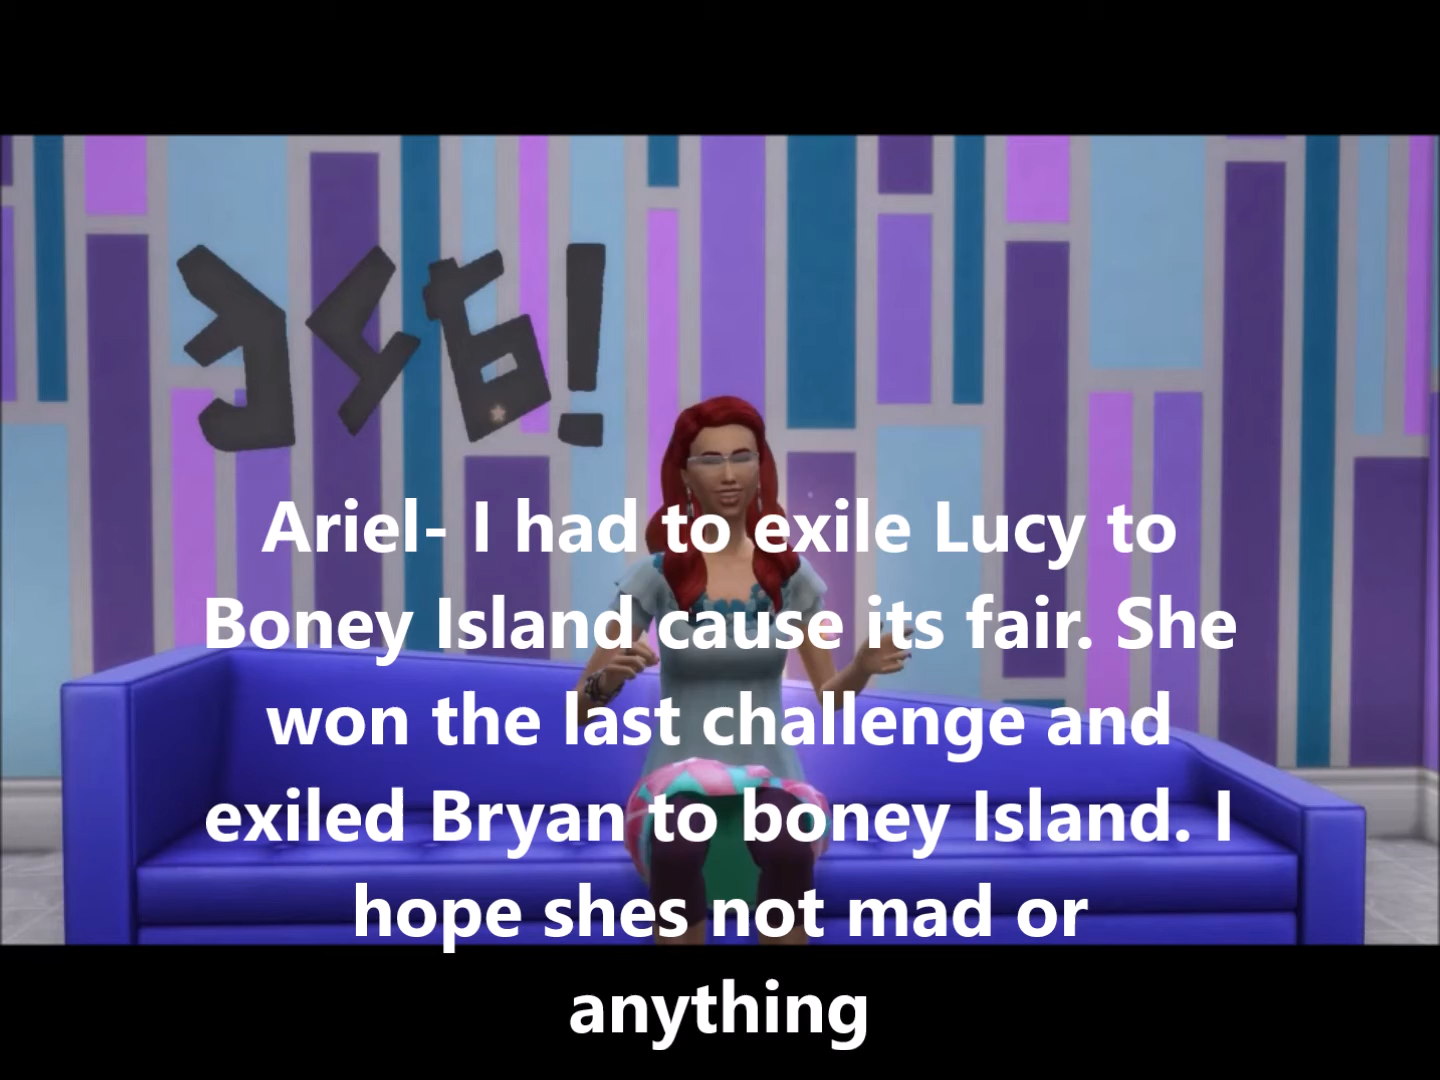 Ariel- I had to exile Lucy to
Boney Island cause its fair. She
won the last challenge and
exiled Bryan to boney Island. I
hope shes not mad or
anything